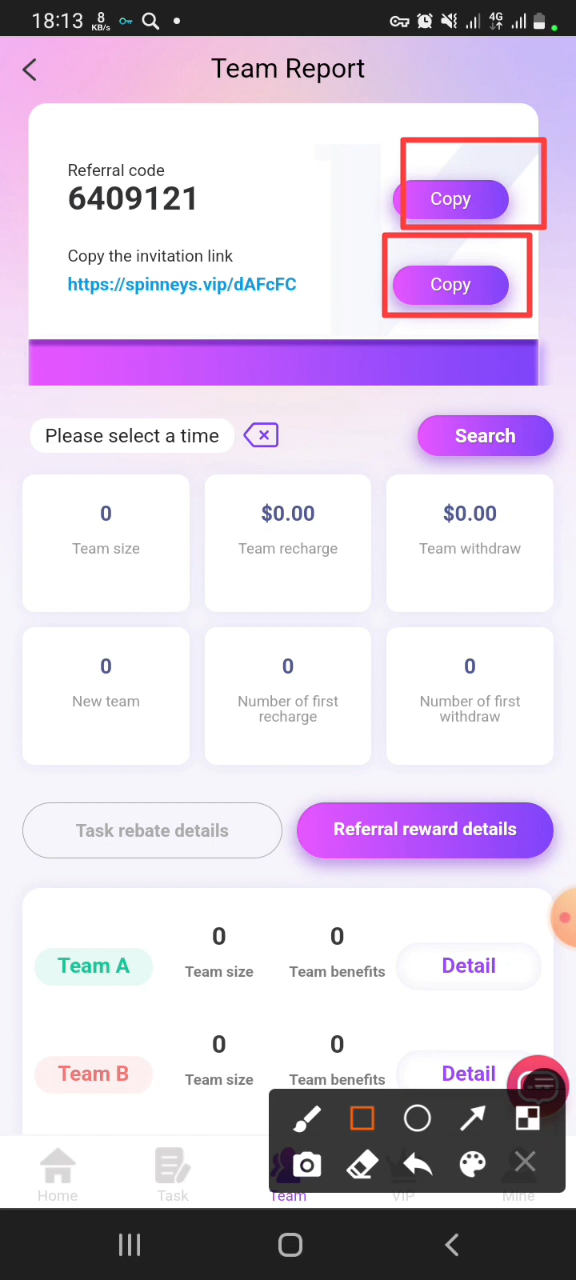 18:13 8 KB/s 4G
Team Report
Referral code
6409121
Copy
Copy the invitation link
https://spinneys.vip/dAFcFC
Copy
Please select a time
Search
0
$0.00
$0.00
Team size
Team recharge
Team withdraw
0
0
0
New team
Number of first
recharge
Number of first
withdraw
Task rebate details
Referral reward details
0
0
Team A
Team size
Team benefits
Detail
0
0
Team B
Team size
Team benefits
Detail
Home
Task
Team
VIP
Mine